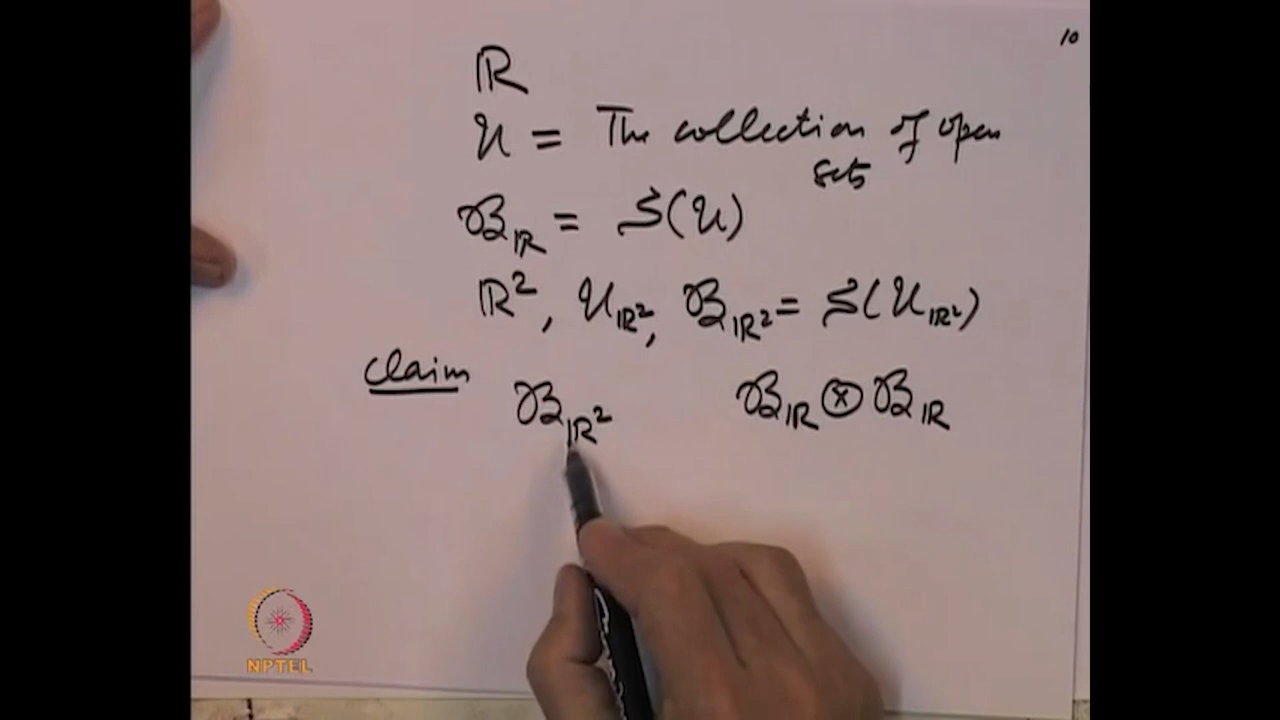 10
ℝ
𝒰 = The collection of open
sets
ℬ_ℝ = 𝒮(𝒰)
ℝ², 𝒰_ℝ², ℬ_ℝ² = 𝒮(𝒰_ℝ²)
Claim ℬ_ℝ² ℬ_ℝ ⊗ ℬ_ℝ
NPTEL